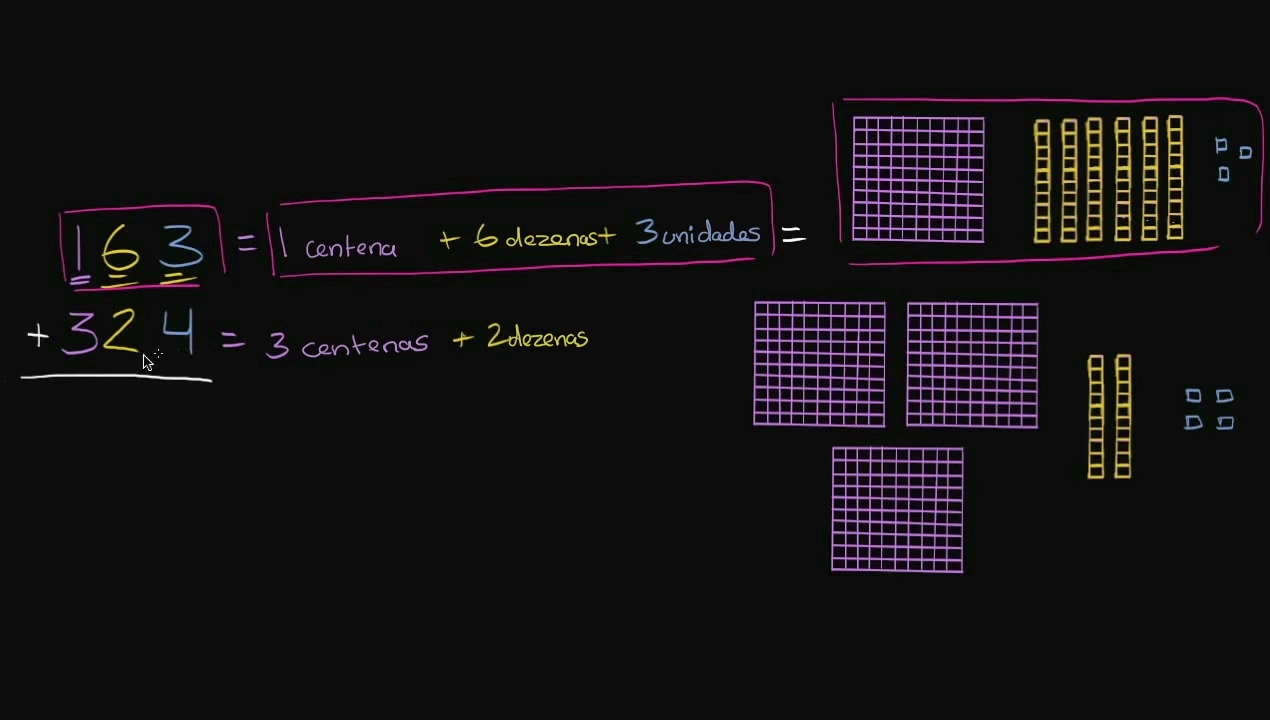 163 = 1 centena + 6 dezenas + 3 unidades =
+ 324 = 3 centenas + 2 dezenas